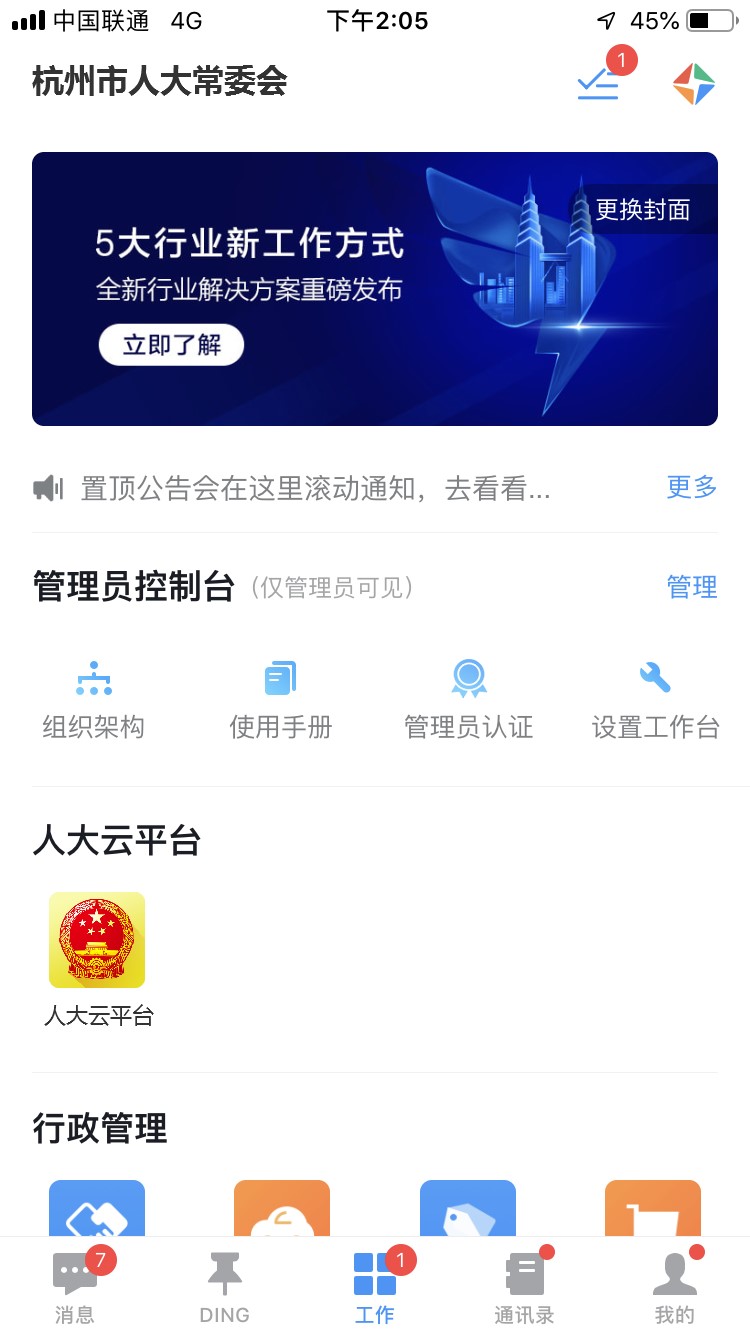 中国联通 4G 下午2:05 45%
杭州市人大常委会 1
更换封面
5大行业新工作方式
全新行业解决方案重磅发布
立即了解
置顶公告会在这里滚动通知，去看看... 更多
管理员控制台（仅管理员可见） 管理
组织架构 使用手册 管理员认证 设置工作台
人大云平台
人大云平台
行政管理
7 1
消息 DING 工作 通讯录 我的